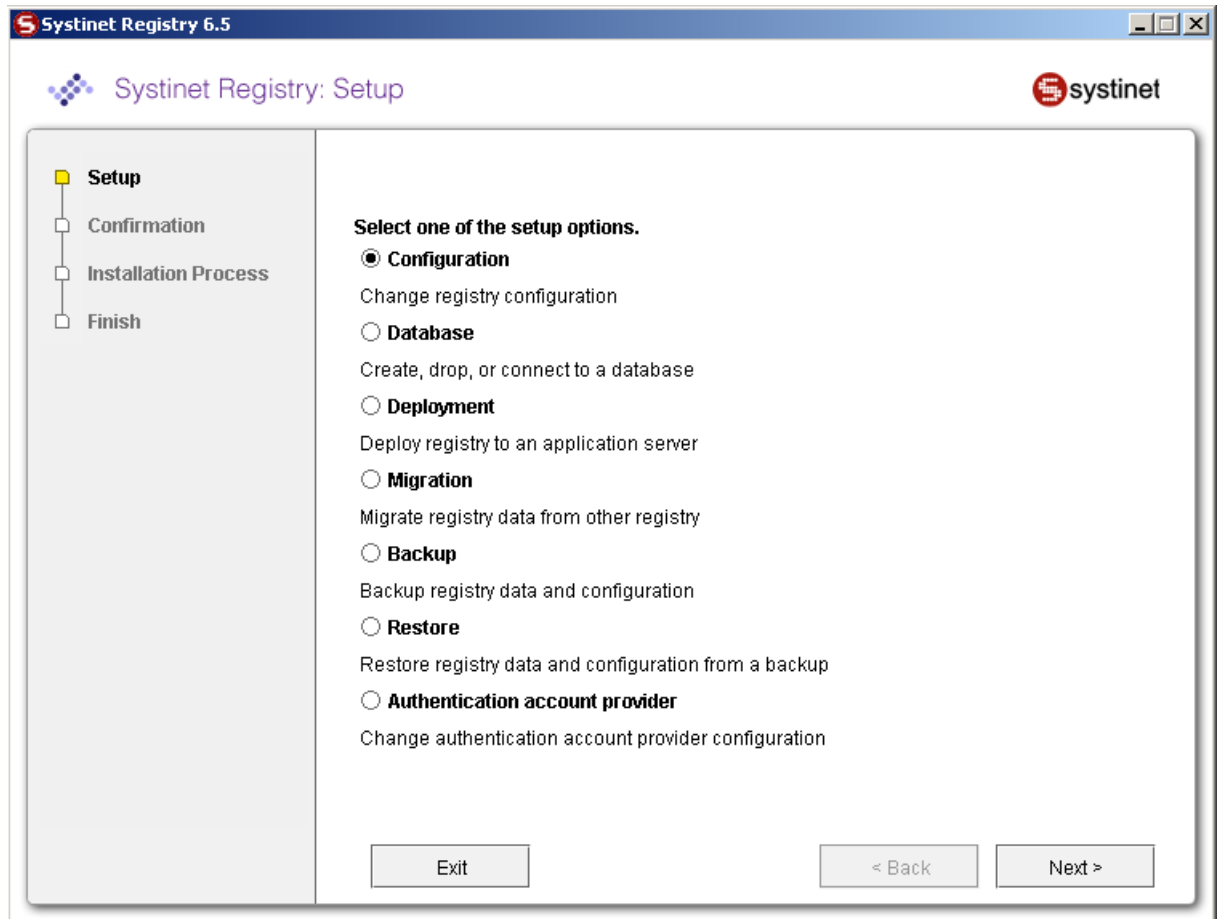 Systinet Registry 6.5
Systinet Registry: Setup
systinet
Setup
Confirmation
Installation Process
Finish
Select one of the setup options.
Configuration
Change registry configuration
Database
Create, drop, or connect to a database
Deployment
Deploy registry to an application server
Migration
Migrate registry data from other registry
Backup
Backup registry data and configuration
Restore
Restore registry data and configuration from a backup
Authentication account provider
Change authentication account provider configuration
Exit
< Back
Next >